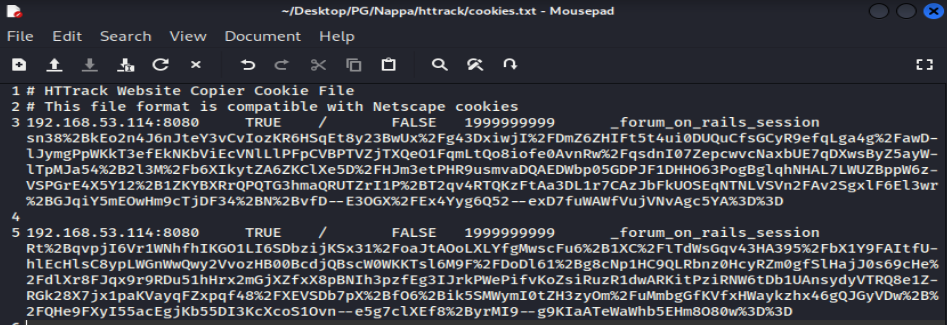 ~/Desktop/PG/Nappa/httrack/cookies.txt - Mousepad
File Edit Search View Document Help
1 # HTTrack Website Copier Cookie File
2 # This file format is compatible with Netscape cookies
3 192.168.53.114:8080 TRUE / FALSE 1999999999 _forum_on_rails_session
sn38%2BkEo2n4J6nJteY3vCvIozKR6HSqEt8y23BwUx%2Fg43DxiwjI%2FDmZ6ZHIFt5t4ui0DUQuCfsGCyR9efqLga4g%2FawD-
lJymgPpWKkT3efEkNKbViEcVNlLlPFpCVBPTVZjTXQeO1FqmLtQo8iofe0AvnRw%2FqsdnI07ZepcwvcNaxbUE7qDXwsByZ5ayW-
lTpMJa54%2B2l3M%2Fb6XIkytZA6ZKClXe5D%2FHJm3etPHR9usmvaDQAEDWbp05GDPJF1DHHO63PogBglqhNHAL7LWUZBppW6z-
VSPGrE4X5Y12%2B1ZKYBXRrQPQTG3hmaQRUTZrI1P%2BT2qv4RTQKzFtAa3DL1r7CAzJbFkUOSEqNTNLVSVn2FAv2SgxlF6El3wr
%2BGJqiY5mEOwHm9cTjDF34%2BN%2BvfD--E3OGX%2FEx4Yyg6Q52--exD7fuWAWfVujVNvAgc5YA%3D%3D
4
5 192.168.53.114:8080 TRUE / FALSE 1999999999 _forum_on_rails_session
Rt%2BqvpjI6Vr1WNhfhIKGO1LI6SDbzijKSx31%2FoaJtAOoLXLYfgMwscFu6%2B1XC%2FlTdWsGqv43HA395%2FbX1Y9FAItfU-
hlEcHlsC8ypLWGnWwQwy2VvozHB00BcdjQBscW0WKKTsl6M9F%2FDoDl61%2Bg8cNp1HC9QLRbnz0HcyRZm0gfSlHajJ0s69cHe%
2FdlXr8FJqx9r9RDu51hHrx2mGjXZfxX8pBNIh3pzfEg3IJrkPWePifvKoZsiRuzR1dwARKitPziRNW6tDb1UAnsydyVTRQ8e1Z-
RGk28X7jx1paKVayqFZxpqf48%2FXEVSDb7pX%2BfO6%2Bik5SMWymI0tZH3zyOm%2FuMmbgGfKVfxHWaykzhx46gQJGyVDw%2B%
2FQHe9FXyI55acEgjKb55DI3KcXcoS1Ovn--e5g7clXEf8%2ByrMI9--g9KIaATeWaWhb5EHm8O80w%3D%3D